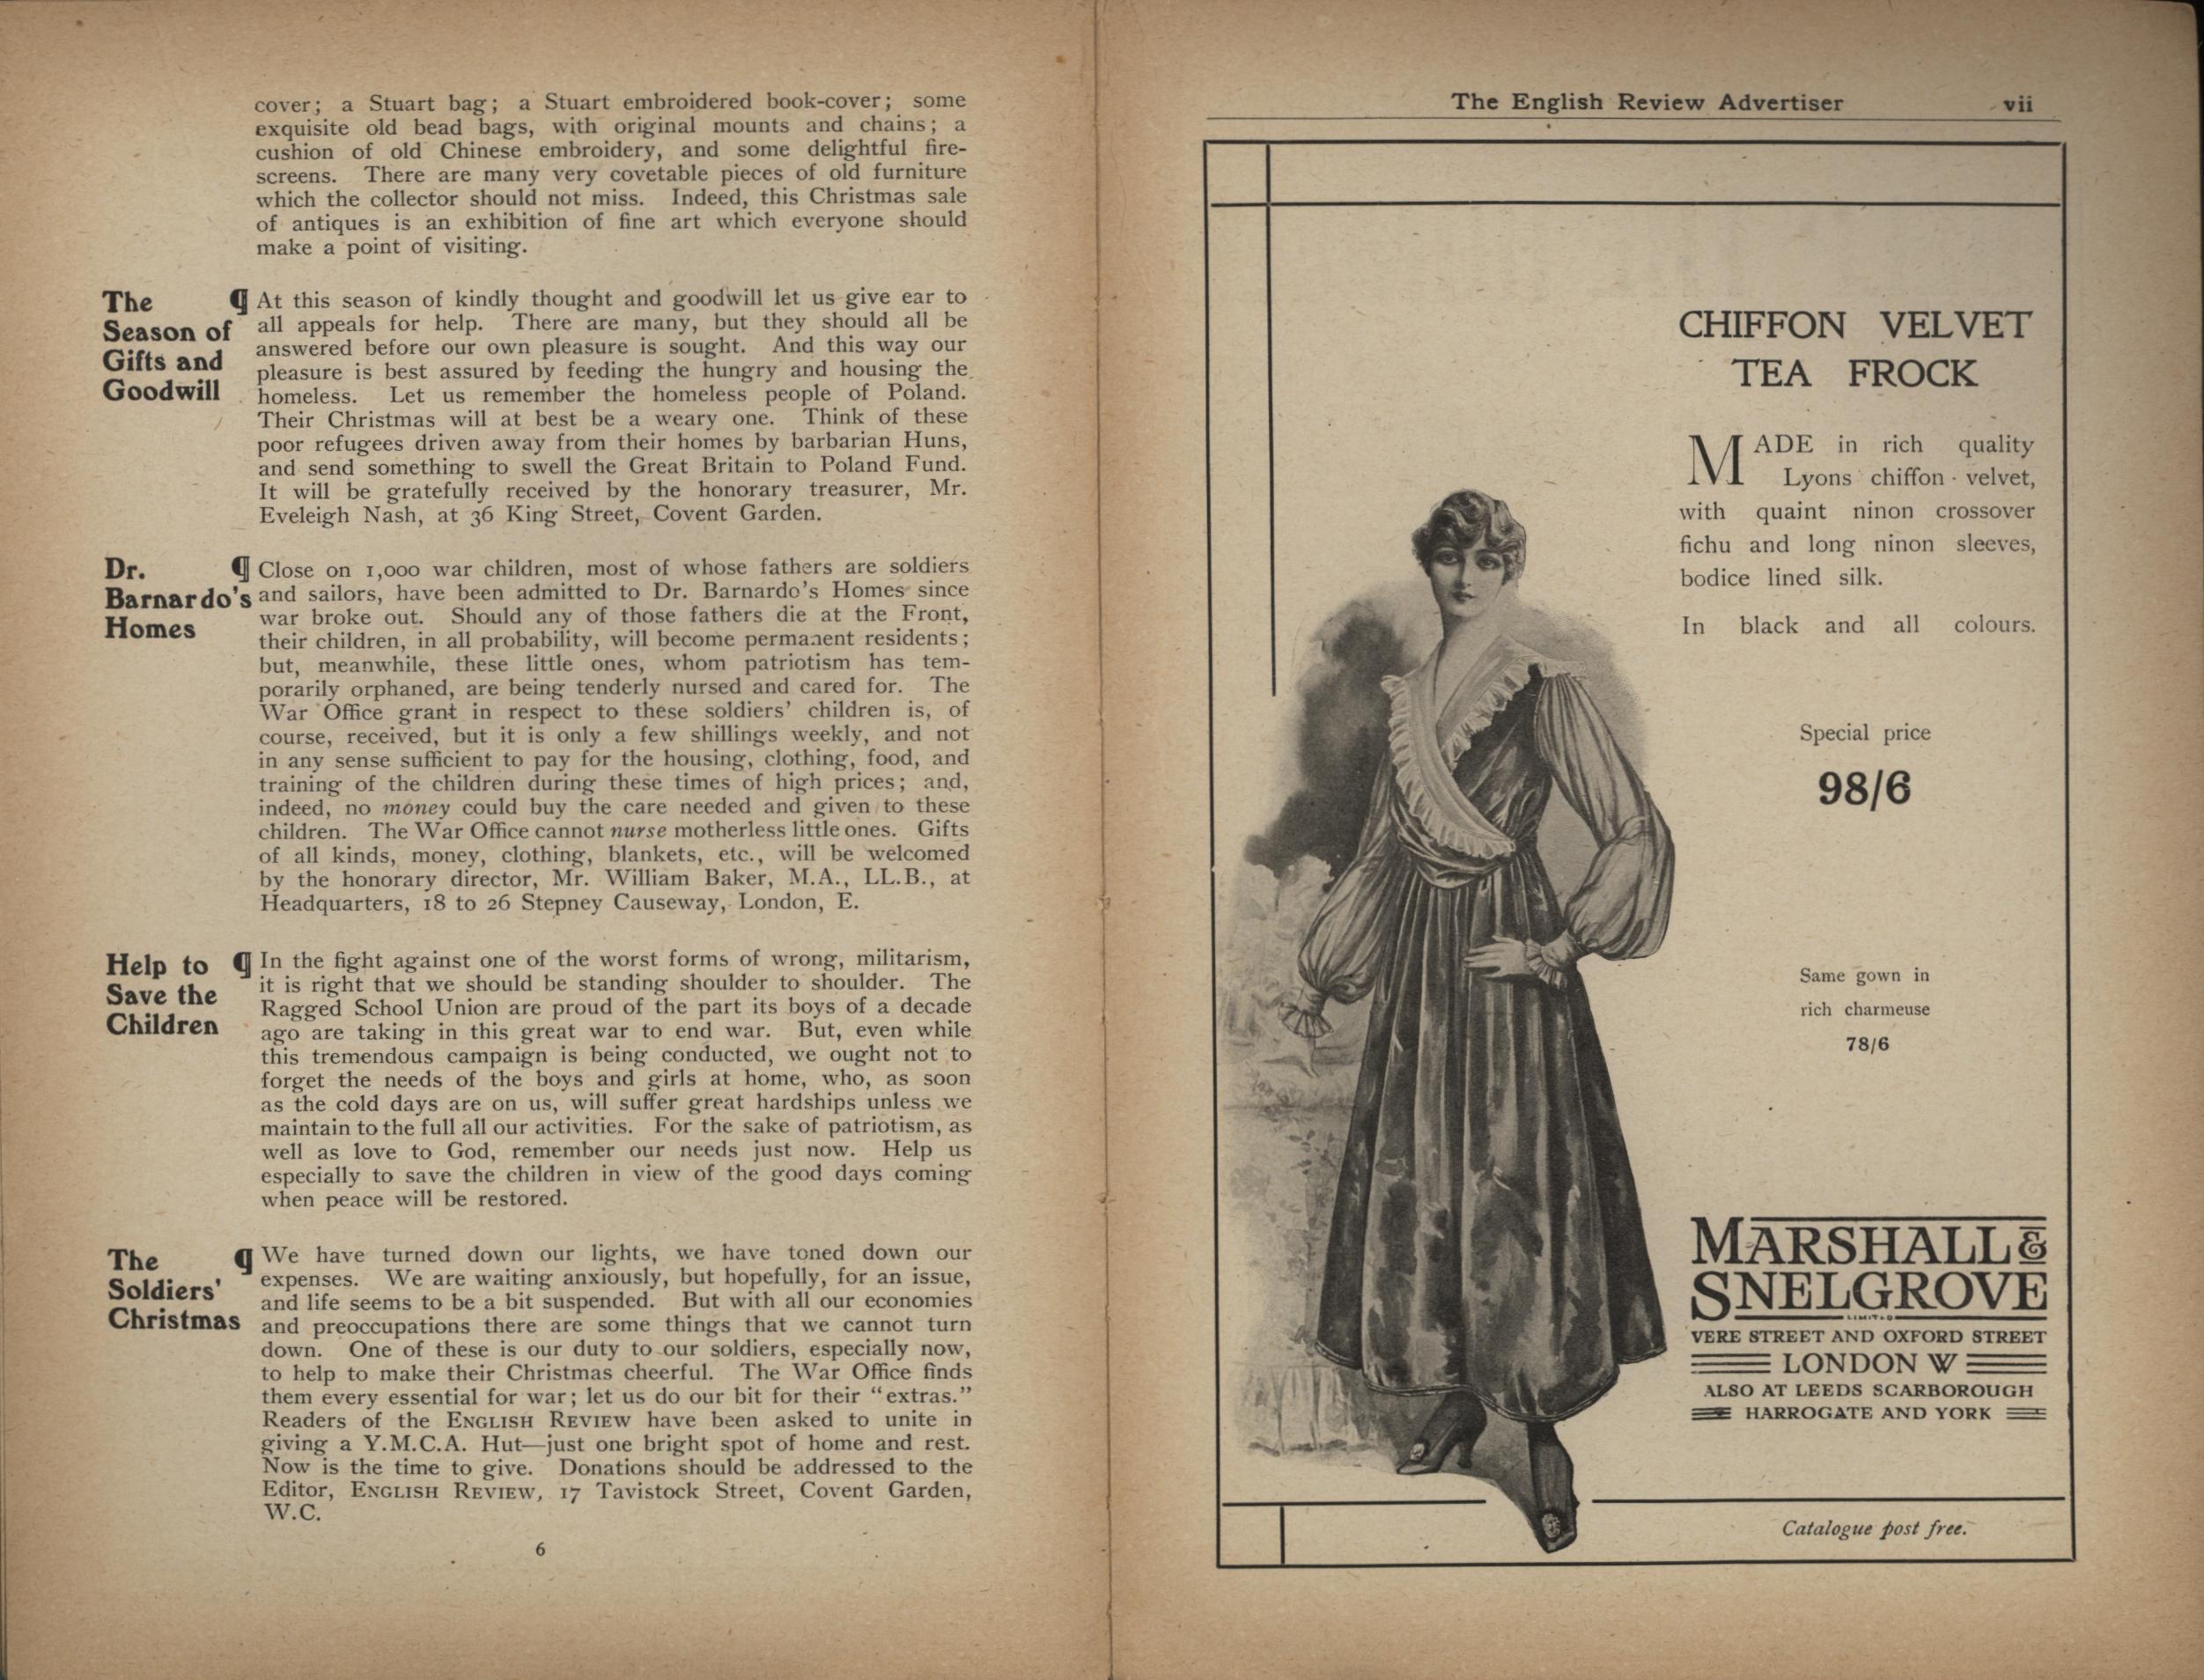 cover; a Stuart bag; a Stuart embroidered book-cover; some
exquisite old bead bags, with original mounts and chains; a
cushion of old Chinese embroidery, and some delightful fire-
screens. There are many very covetable pieces of old furniture
which the collector should not miss. Indeed, this Christmas sale
of antiques is an exhibition of fine art which everyone should
make a point of visiting.
The
Season of
Gifts and
Goodwill
¶ At this season of kindly thought and goodwill let us give ear to
all appeals for help. There are many, but they should all be
answered before our own pleasure is sought. And this way our
pleasure is best assured by feeding the hungry and housing the
homeless. Let us remember the homeless people of Poland.
Their Christmas will at best be a weary one. Think of these
poor refugees driven away from their homes by barbarian Huns,
and send something to swell the Great Britain to Poland Fund.
It will be gratefully received by the honorary treasurer, Mr.
Eveleigh Nash, at 36 King Street, Covent Garden.
Dr.
Barnardo's
Homes
¶ Close on 1,000 war children, most of whose fathers are soldiers
and sailors, have been admitted to Dr. Barnardo's Homes since
war broke out. Should any of those fathers die at the Front,
their children, in all probability, will become permanent residents;
but, meanwhile, these little ones, whom patriotism has tem-
porarily orphaned, are being tenderly nursed and cared for. The
War Office grant in respect to these soldiers' children is, of
course, received, but it is only a few shillings weekly, and not
in any sense sufficient to pay for the housing, clothing, food, and
training of the children during these times of high prices; and,
indeed, no money could buy the care needed and given to these
children. The War Office cannot nurse motherless little ones. Gifts
of all kinds, money, clothing, blankets, etc., will be welcomed
by the honorary director, Mr. William Baker, M.A., LL.B., at
Headquarters, 18 to 26 Stepney Causeway, London, E.
Help to
Save the
Children
¶ In the fight against one of the worst forms of wrong, militarism,
it is right that we should be standing shoulder to shoulder. The
Ragged School Union are proud of the part its boys of a decade
ago are taking in this great war to end war. But, even while
this tremendous campaign is being conducted, we ought not to
forget the needs of the boys and girls at home, who, as soon
as the cold days are on us, will suffer great hardships unless we
maintain to the full all our activities. For the sake of patriotism, as
well as love to God, remember our needs just now. Help us
especially to save the children in view of the good days coming
when peace will be restored.
The
Soldiers'
Christmas
¶ We have turned down our lights, we have toned down our
expenses. We are waiting anxiously, but hopefully, for an issue,
and life seems to be a bit suspended. But with all our economies
and preoccupations there are some things that we cannot turn
down. One of these is our duty to our soldiers, especially now,
to help to make their Christmas cheerful. The War Office finds
them every essential for war; let us do our bit for their "extras."
Readers of the ENGLISH REVIEW have been asked to unite in
giving a Y.M.C.A. Hut—just one bright spot of home and rest.
Now is the time to give. Donations should be addressed to the
Editor, ENGLISH REVIEW, 17 Tavistock Street, Covent Garden,
W.C.
6
The English Review Advertiser vii
CHIFFON VELVET
TEA FROCK
MADE in rich quality
Lyons chiffon-velvet,
with quaint ninon crossover
fichu and long ninon sleeves,
bodice lined silk.
In black and all colours.
Special price
98/6
Same gown in
rich charmeuse
78/6
MARSHALL &
SNELGROVE
LIMITED
VERE STREET AND OXFORD STREET
LONDON W
ALSO AT LEEDS SCARBOROUGH
HARROGATE AND YORK
Catalogue post free.